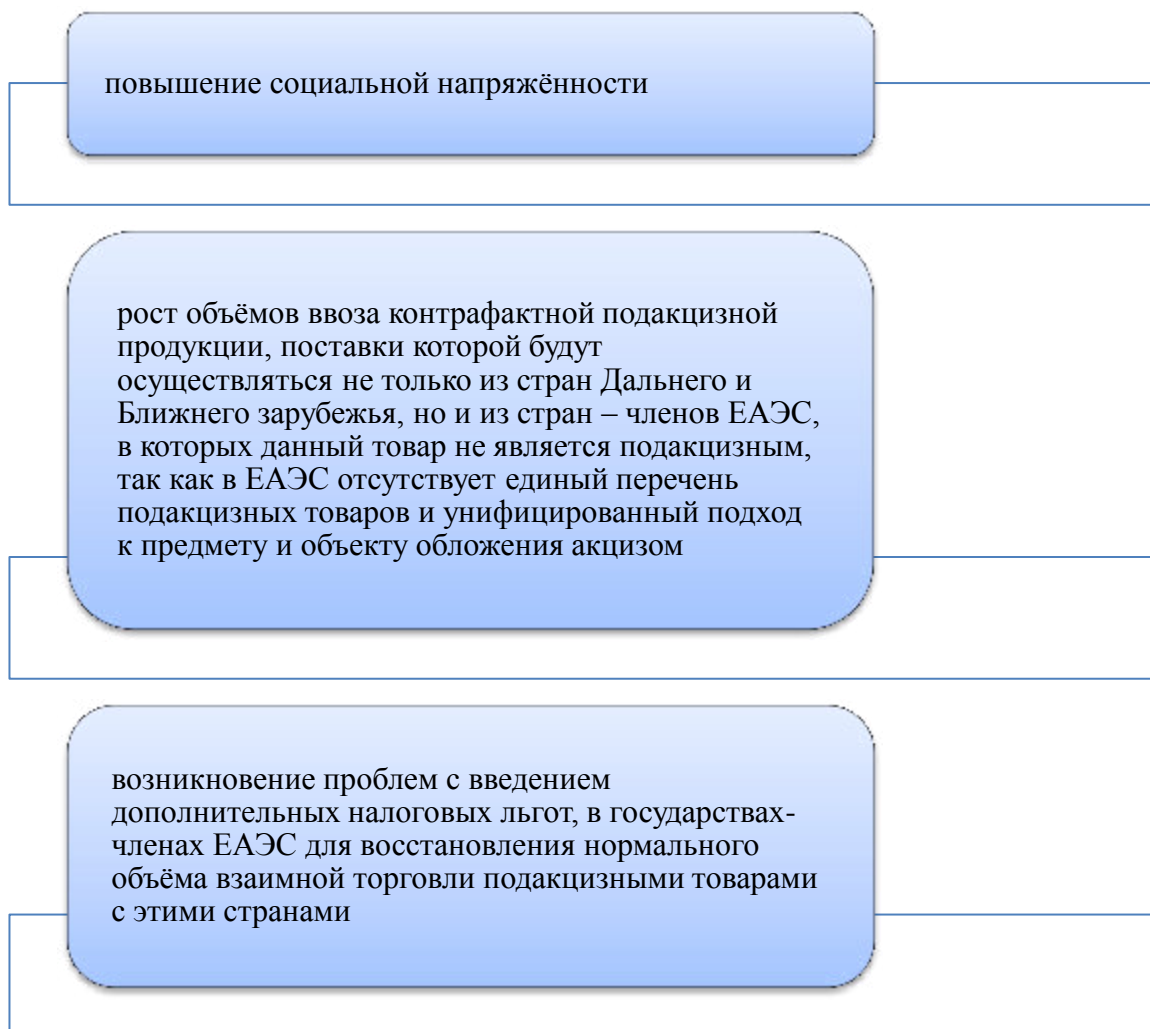 повышение социальной напряжённости
рост объёмов ввоза контрафактной подакцизной
продукции, поставки которой будут
осуществляться не только из стран Дальнего и
Ближнего зарубежья, но и из стран – членов ЕАЭС,
в которых данный товар не является подакцизным,
так как в ЕАЭС отсутствует единый перечень
подакцизных товаров и унифицированный подход
к предмету и объекту обложения акцизом
возникновение проблем с введением
дополнительных налоговых льгот, в государствах-
членах ЕАЭС для восстановления нормального
объёма взаимной торговли подакцизными товарами
с этими странами